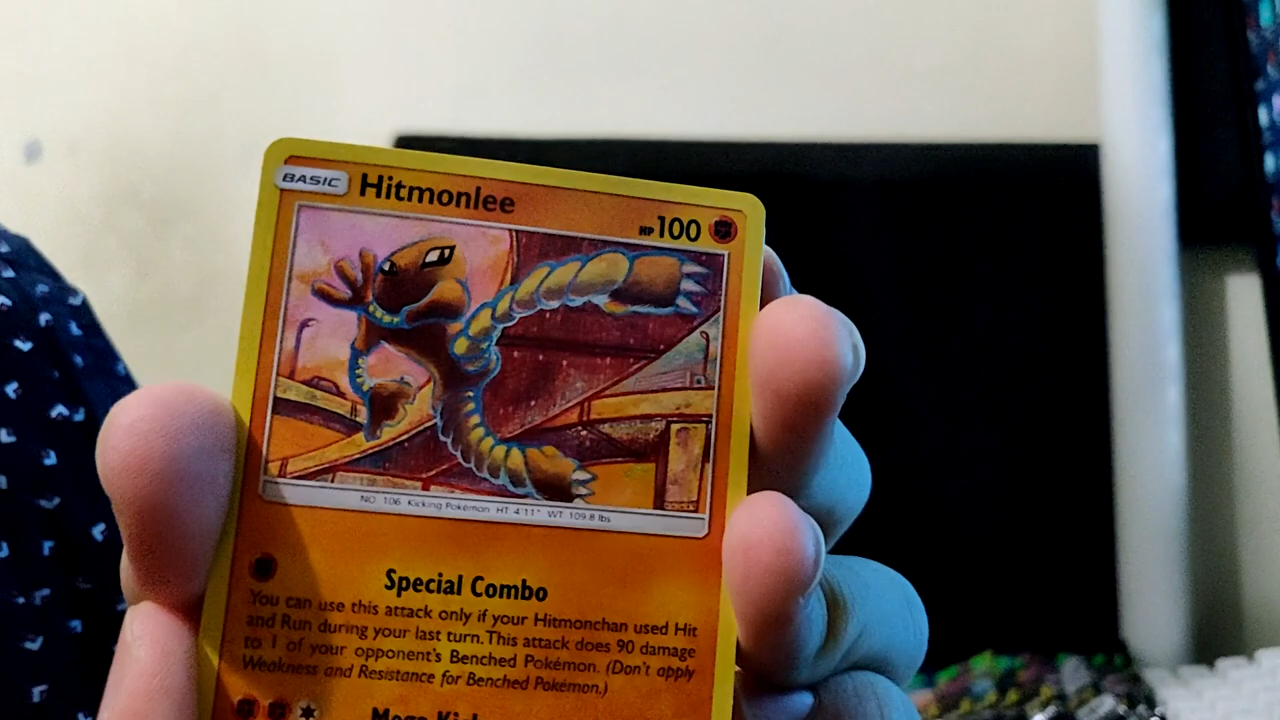 BASIC Hitmonlee HP 100
NO. 106 Kicking Pokémon HT: 4'11" WT: 109.8 lbs
Special Combo
You can use this attack only if your Hitmonchan used Hit
and Run during your last turn. This attack does 90 damage
to 1 of your opponent's Benched Pokémon. (Don't apply
Weakness and Resistance for Benched Pokémon.)
Mega Kick